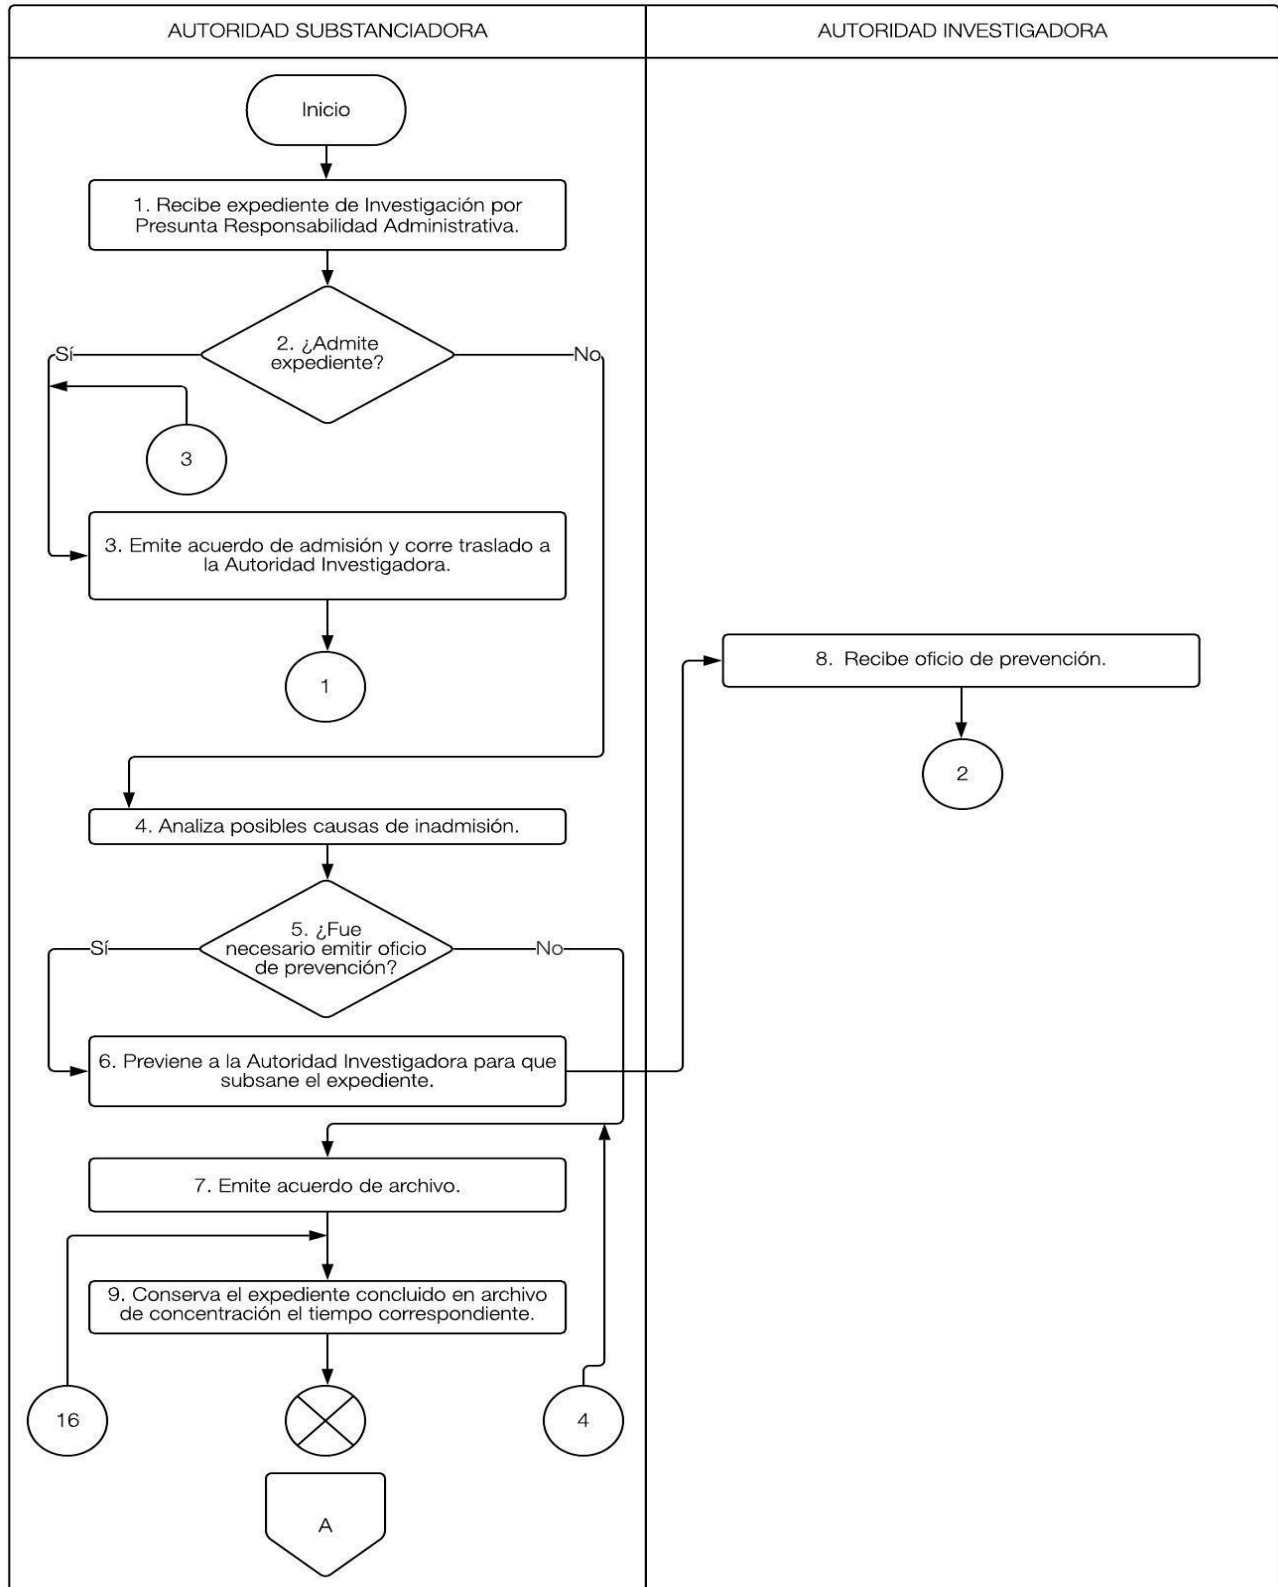 AUTORIDAD SUBSTANCIADORA
AUTORIDAD INVESTIGADORA
Inicio
1. Recibe expediente de Investigación por
Presunta Responsabilidad Administrativa.
2. ¿Admite
expediente?
Sí
No
3
3. Emite acuerdo de admisión y corre traslado a
la Autoridad Investigadora.
1
8. Recibe oficio de prevención.
2
4. Analiza posibles causas de inadmisión.
5. ¿Fue
necesario emitir oficio
de prevención?
Sí
No
6. Previene a la Autoridad Investigadora para que
subsane el expediente.
7. Emite acuerdo de archivo.
9. Conserva el expediente concluido en archivo
de concentración el tiempo correspondiente.
16
4
A